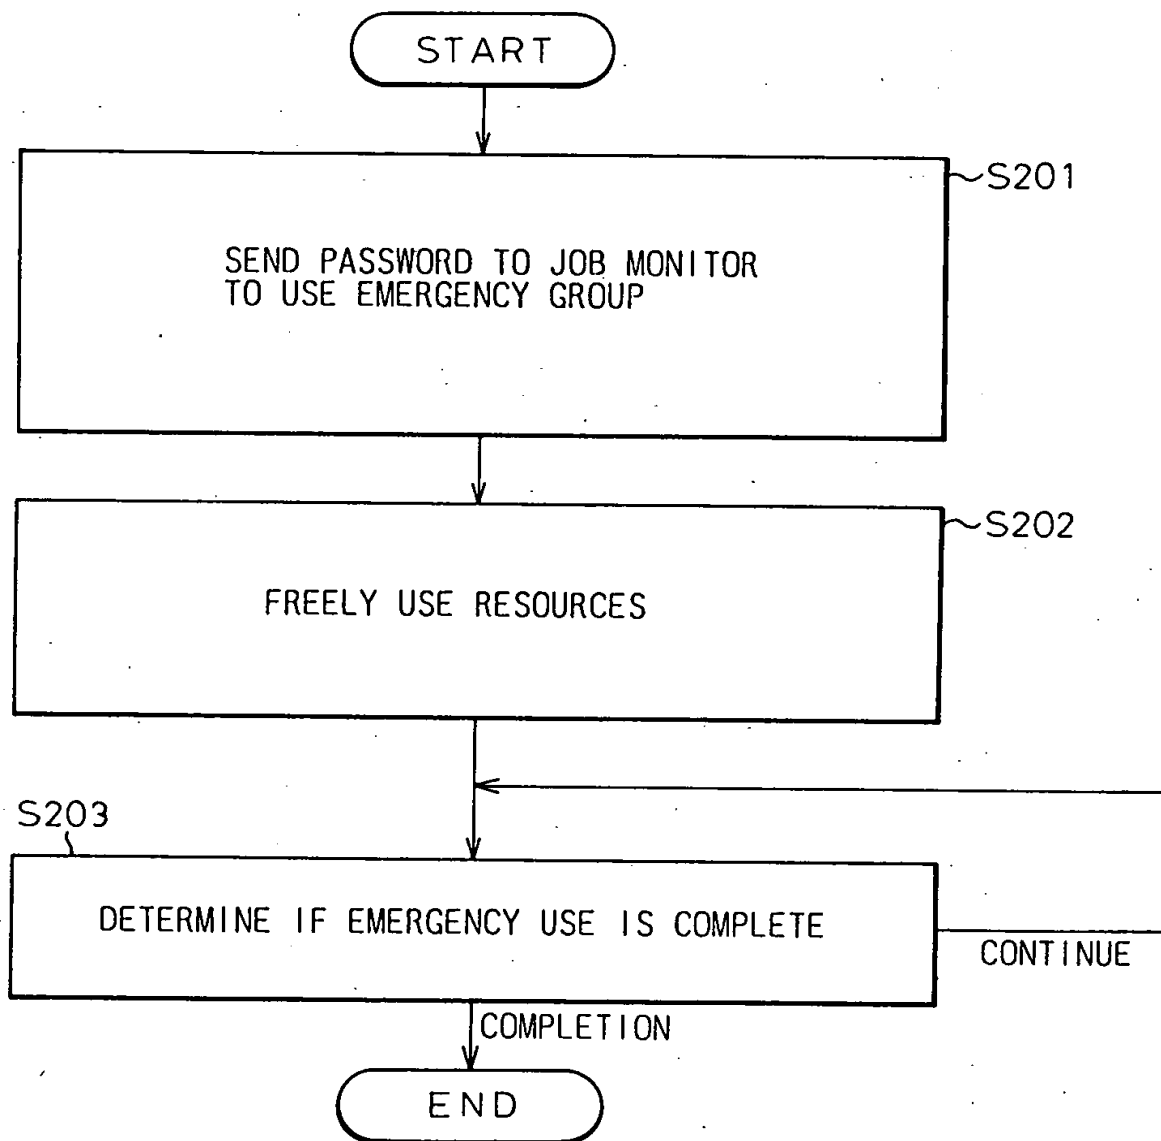 START
S201
SEND PASSWORD TO JOB MONITOR
TO USE EMERGENCY GROUP
S202
FREELY USE RESOURCES
S203
DETERMINE IF EMERGENCY USE IS COMPLETE
CONTINUE
COMPLETION
END